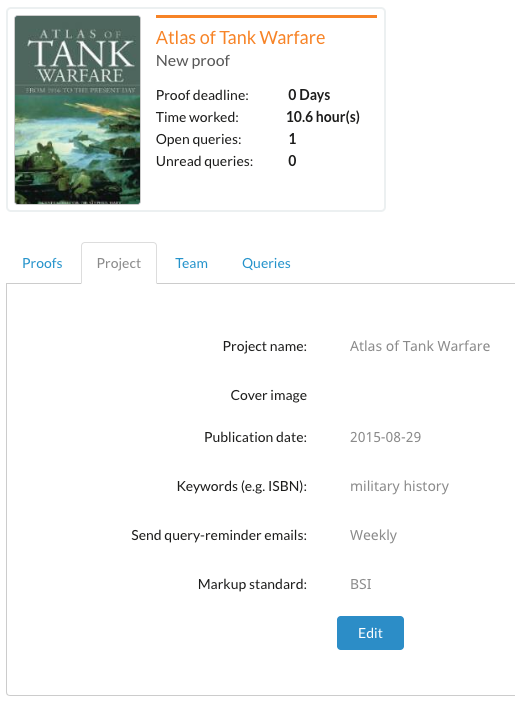 ATLAS OF
TANK
WARFARE
FROM 1916 TO THE PRESENT DAY
Atlas of Tank Warfare
New proof
Proof deadline: 0 Days
Time worked: 10.6 hour(s)
Open queries: 1
Unread queries: 0
Proofs Project Team Queries
Project name: Atlas of Tank Warfare
Cover image
Publication date: 2015-08-29
Keywords (e.g. ISBN): military history
Send query-reminder emails: Weekly
Markup standard: BSI
Edit